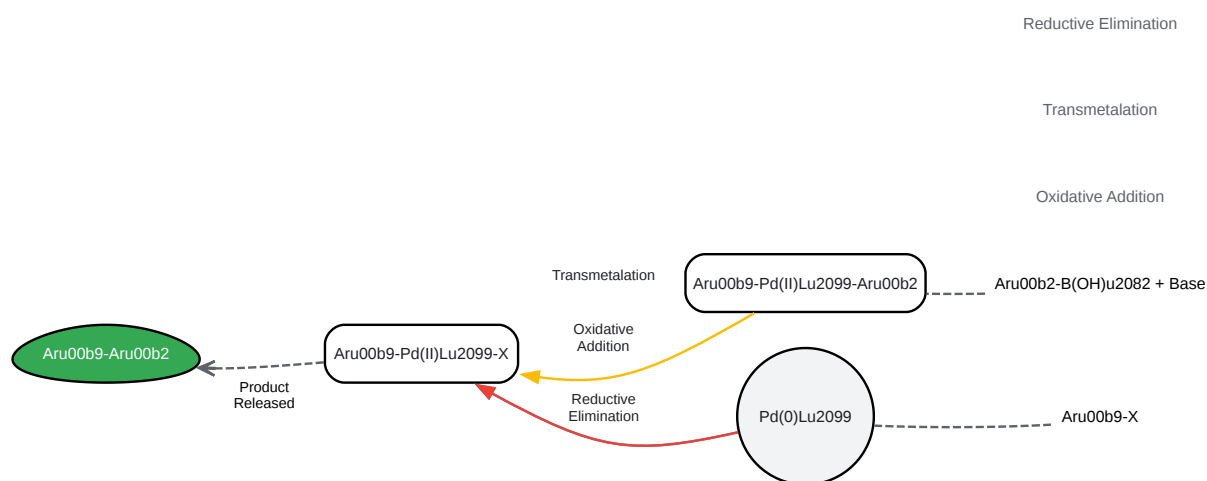 Reductive Elimination
Transmetalation
Oxidative Addition
Transmetalation
Aru00b9-Pd(II)Lu2099-Aru00b2
Aru00b2-B(OH)u2082 + Base
Oxidative
Addition
Aru00b9-Aru00b2
Aru00b9-Pd(II)Lu2099-X
Product
Released
Reductive
Elimination
Pd(0)Lu2099
Aru00b9-X